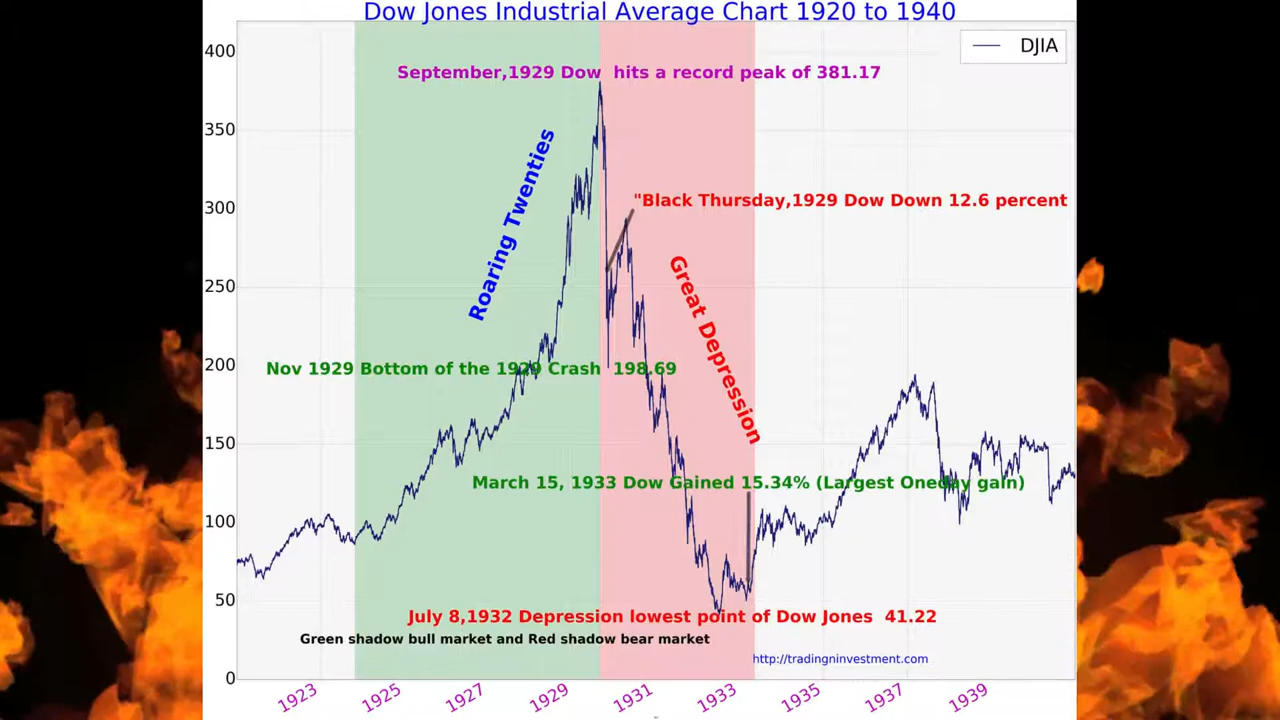 Dow Jones Industrial Average Chart 1920 to 1940
400
DJIA
September,1929 Dow  hits a record peak of 381.17
350
Roaring Twenties
"Black Thursday,1929 Dow Down 12.6 percent
300
Great Depression
250
200
Nov 1929 Bottom of the 1929 Crash  198.69
150
March 15, 1933 Dow Gained 15.34% (Largest Oneday gain)
100
50
July 8,1932 Depression lowest point of Dow Jones  41.22
Green shadow bull market and Red shadow bear market
http://tradingninvestment.com
0
1923 1925 1927 1929 1931 1933 1935 1937 1939